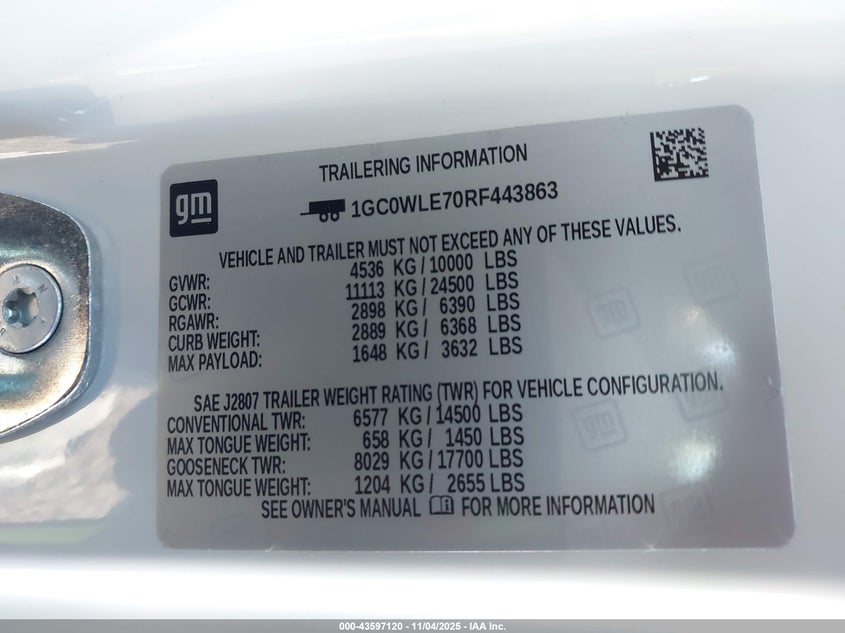 TRAILERING INFORMATION
gm
1GC0WLE70RF443863
VEHICLE AND TRAILER MUST NOT EXCEED ANY OF THESE VALUES.
GVWR: 4536 KG / 10000 LBS
GCWR: 11113 KG / 24500 LBS
RGAWR: 2898 KG / 6390 LBS
CURB WEIGHT: 2889 KG / 6368 LBS
MAX PAYLOAD: 1648 KG / 3632 LBS
SAE J2807 TRAILER WEIGHT RATING (TWR) FOR VEHICLE CONFIGURATION.
CONVENTIONAL TWR: 6577 KG / 14500 LBS
MAX TONGUE WEIGHT: 658 KG / 1450 LBS
GOOSENECK TWR: 8029 KG / 17700 LBS
MAX TONGUE WEIGHT: 1204 KG / 2655 LBS
SEE OWNER'S MANUAL FOR MORE INFORMATION
gm
gm
000-43597120 - 11/04/2025 - IAA Inc.